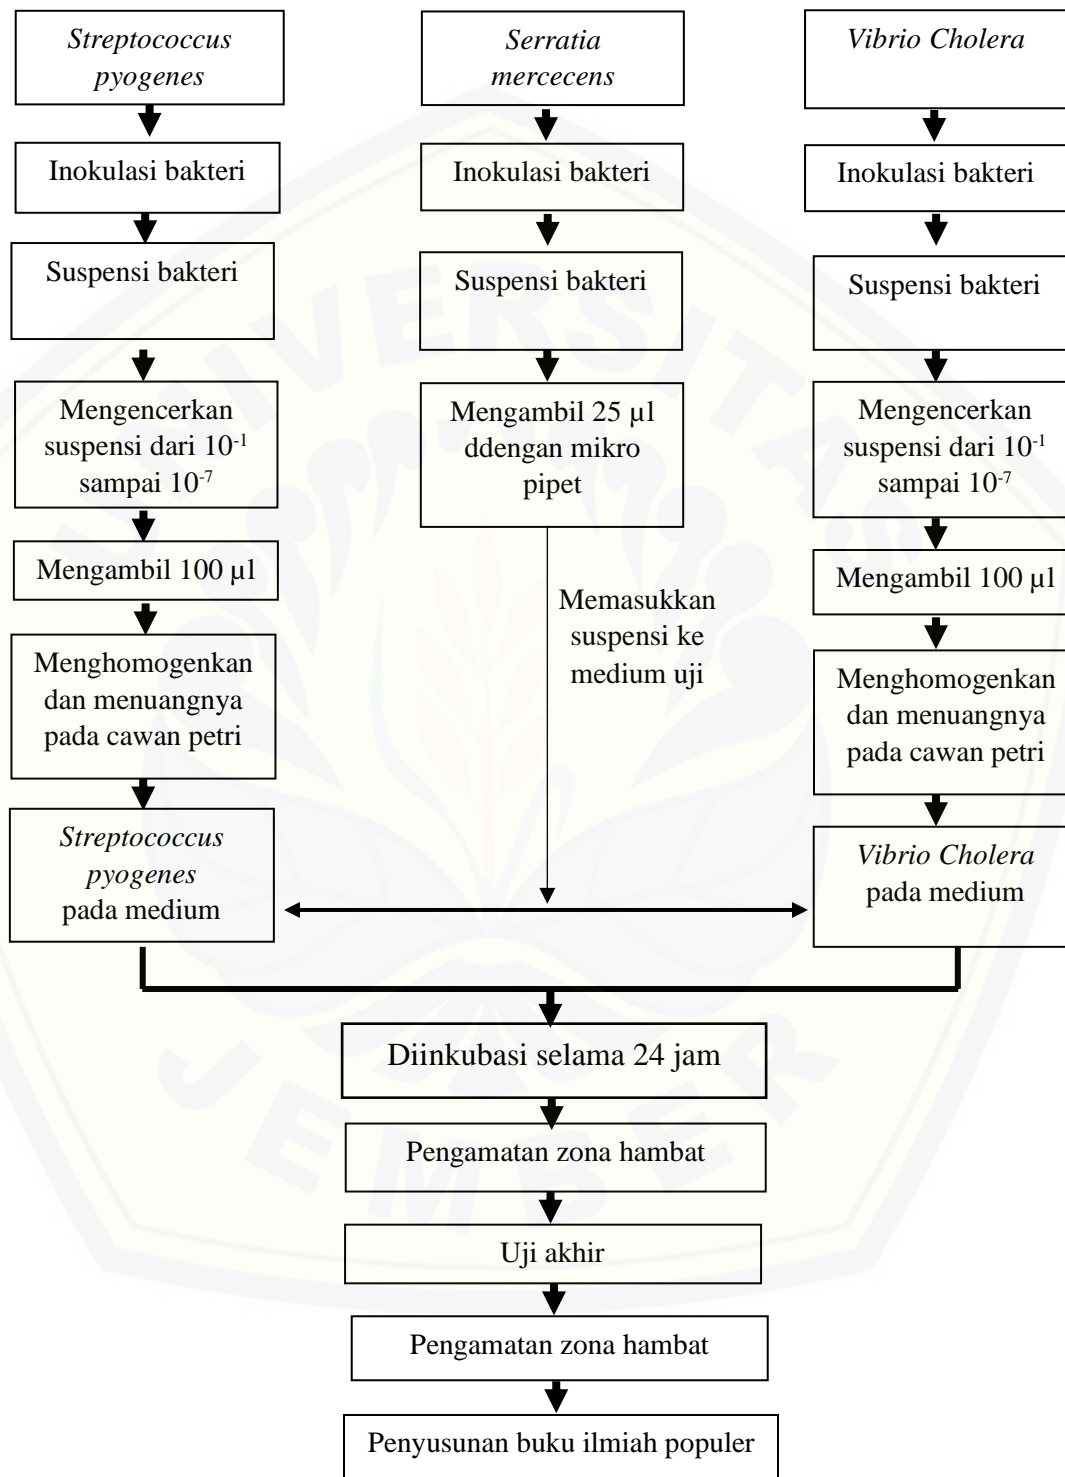 Streptococcus
pyogenes
Inokulasi bakteri
Suspensi bakteri
Mengencerkan
suspensi dari 10⁻¹
sampai 10⁻⁷
Mengambil 100 µl
Menghomogenkan
dan menuangnya
pada cawan petri
Streptococcus
pyogenes
pada medium
Serratia
mercecens
Inokulasi bakteri
Suspensi bakteri
Mengambil 25 µl
ddengan mikro
pipet
Memasukkan
suspensi ke
medium uji
Vibrio Cholera
Inokulasi bakteri
Suspensi bakteri
Mengencerkan
suspensi dari 10⁻¹
sampai 10⁻⁷
Mengambil 100 µl
Menghomogenkan
dan menuangnya
pada cawan petri
Vibrio Cholera
pada medium
Diinkubasi selama 24 jam
Pengamatan zona hambat
Uji akhir
Pengamatan zona hambat
Penyusunan buku ilmiah populer
UNIVERSITAS
JEMBER